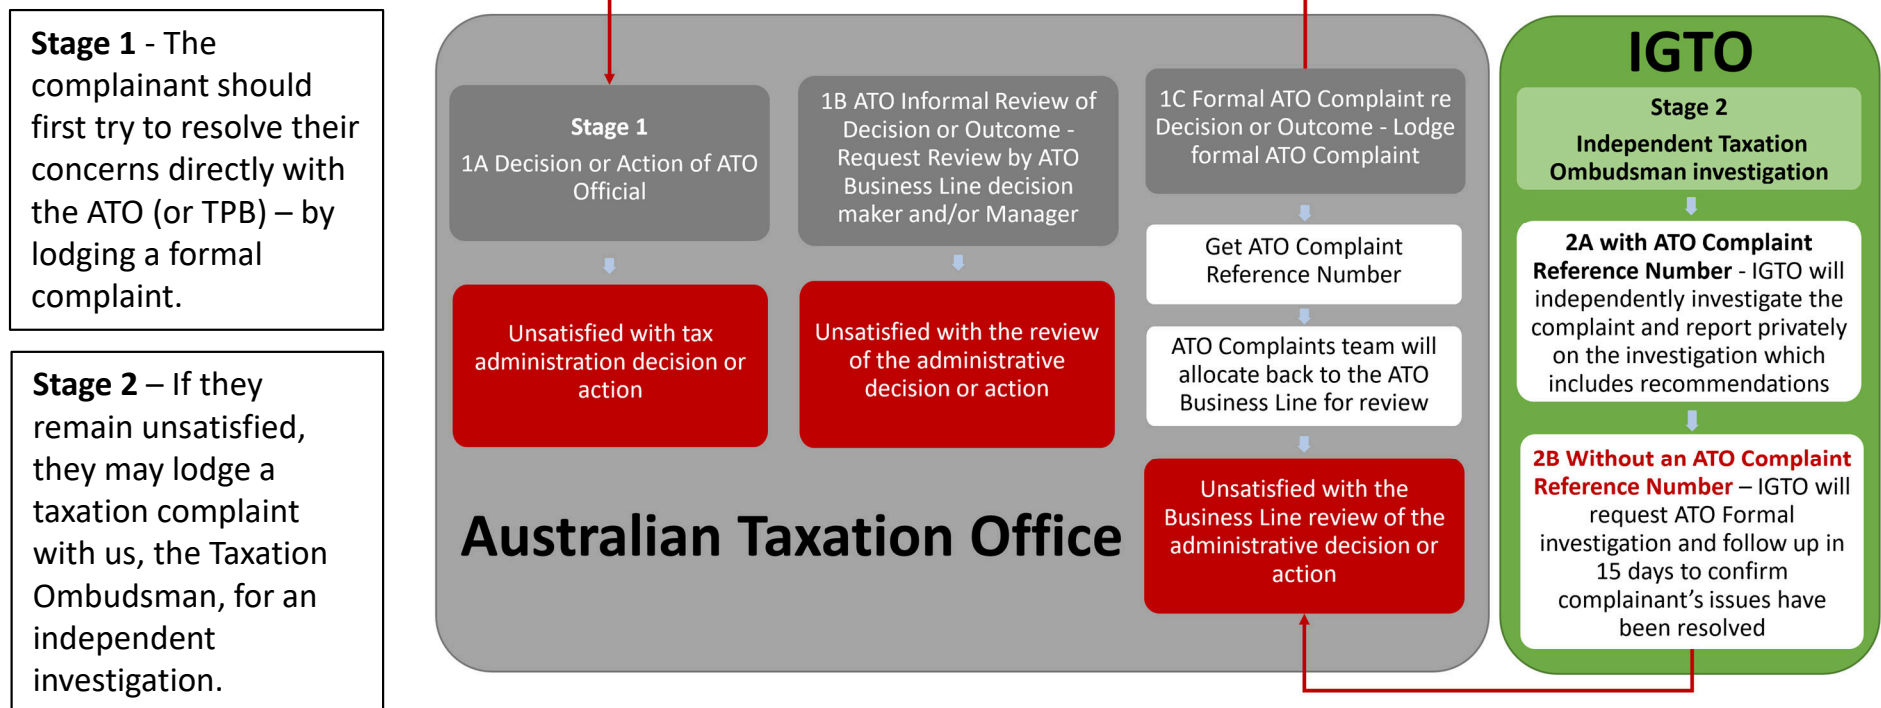 Stage 1 - The
complainant should
first try to resolve their
concerns directly with
the ATO (or TPB) – by
lodging a formal
complaint.
Stage 2 – If they
remain unsatisfied,
they may lodge a
taxation complaint
with us, the Taxation
Ombudsman, for an
independent
investigation.
Stage 1
1A Decision or Action of ATO
Official
Unsatisfied with tax
administration decision or
action
1B ATO Informal Review of
Decision or Outcome -
Request Review by ATO
Business Line decision
maker and/or Manager
Unsatisfied with the review
of the administrative
decision or action
1C Formal ATO Complaint re
Decision or Outcome - Lodge
formal ATO Complaint
Get ATO Complaint
Reference Number
ATO Complaints team will
allocate back to the ATO
Business Line for review
Unsatisfied with the
Business Line review of the
administrative decision or
action
Australian Taxation Office
IGTO
Stage 2
Independent Taxation
Ombudsman investigation
2A with ATO Complaint
Reference Number - IGTO will
independently investigate the
complaint and report privately
on the investigation which
includes recommendations
2B Without an ATO Complaint
Reference Number – IGTO will
request ATO Formal
investigation and follow up in
15 days to confirm
complainant’s issues have
been resolved